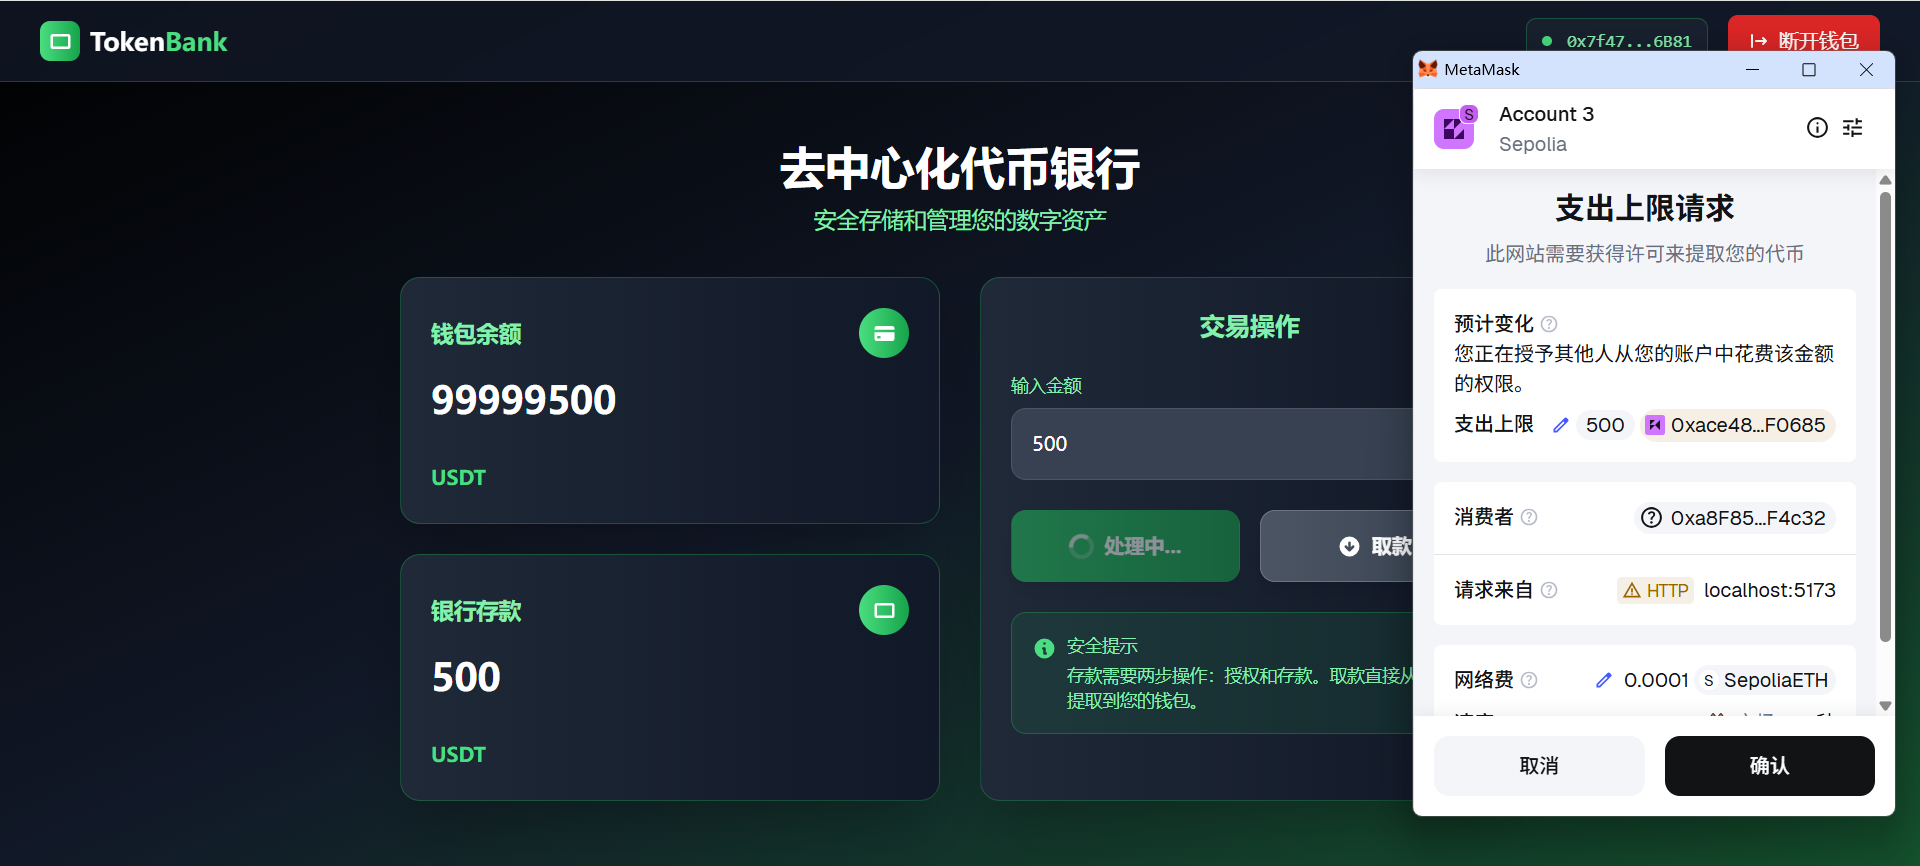 TokenBank
0x7f47...6B81
断开钱包
去中心化代币银行
安全存储和管理您的数字资产
钱包余额
99999500
USDT
银行存款
500
USDT
交易操作
输入金额
500
处理中...
取款
安全提示
存款需要两步操作：授权和存款。取款直接从
提取到您的钱包。
MetaMask
S
Account 3
Sepolia
支出上限请求
此网站需要获得许可来提取您的代币
预计变化
您正在授予其他人从您的账户中花费该金额
的权限。
支出上限 500 0xace48...F0685
消费者 0xa8F85...F4c32
请求来自 HTTP localhost:5173
网络费 0.0001 S SepoliaETH
取消
确认